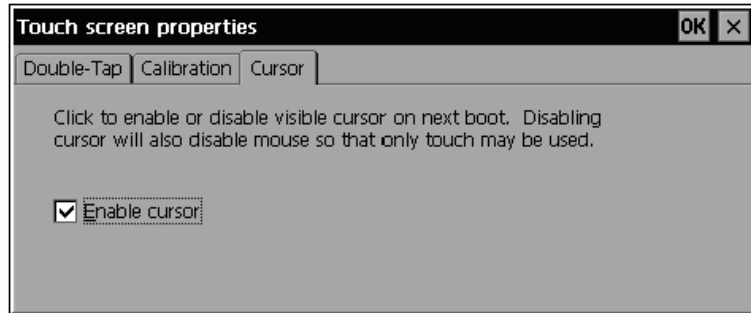 Touch screen properties OK ×
Double-Tap Calibration Cursor
Click to enable or disable visible cursor on next boot. Disabling
cursor will also disable mouse so that only touch may be used.
Enable cursor